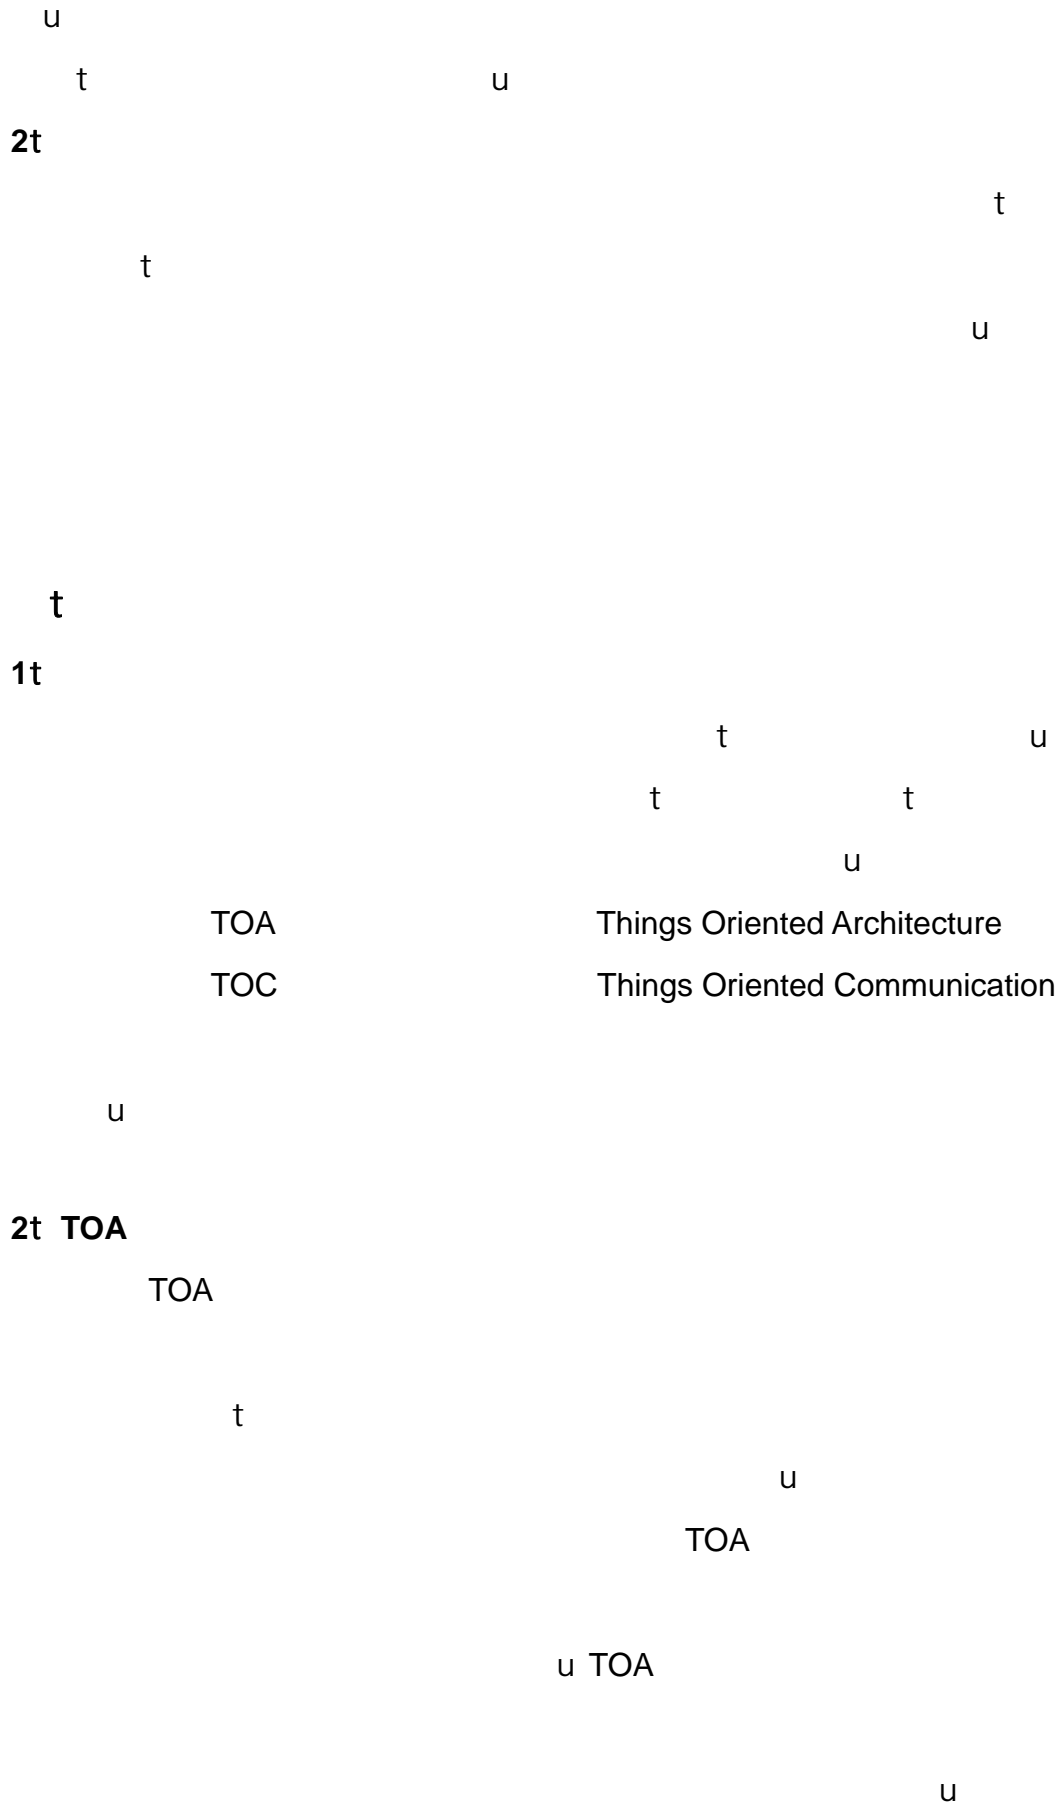 u
t u
2t
t
t
u
t
1t
t u
t t
u
TOA Things Oriented Architecture
TOC Things Oriented Communication
u
2t TOA
TOA
t
u
TOA
u TOA
u